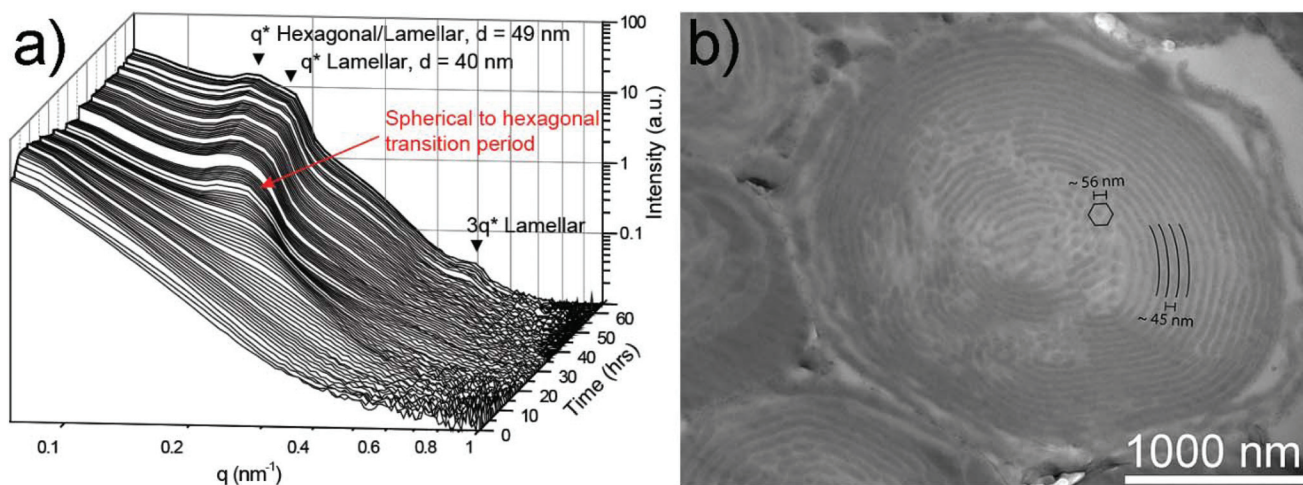 a)
q* Hexagonal/Lamellar, d = 49 nm
q* Lamellar, d = 40 nm
Spherical to hexagonal
transition period
3q* Lamellar
100
10
1
0.1
Intensity (a.u.)
60
50
40
30
20
10
0
Time (hrs)
0.1
0.2
0.4
0.6
0.8
1
q (nm⁻¹)
b)
~ 56 nm
~ 45 nm
1000 nm